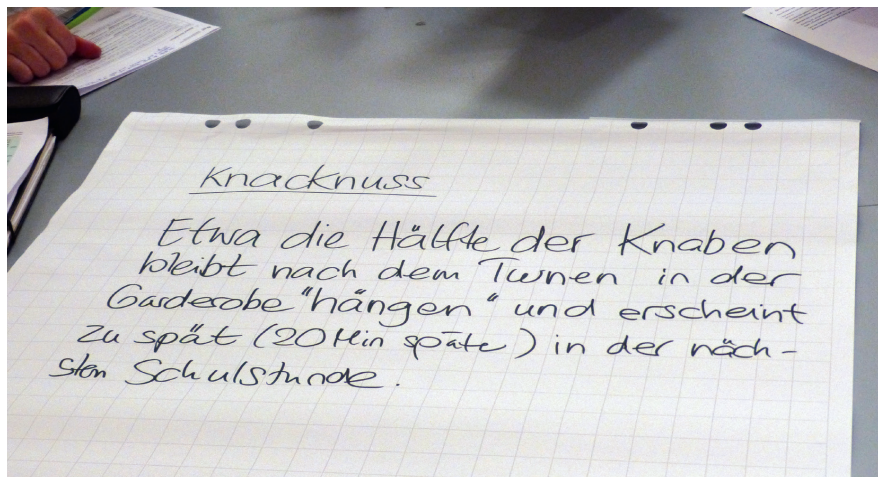 Knacknuss
Etwa die Hälfte der Knaben
bleibt nach dem Turnen in der
Garderobe "hängen" und erscheint
zu spät (20 Min später) in der näch-
sten Schulstunde.